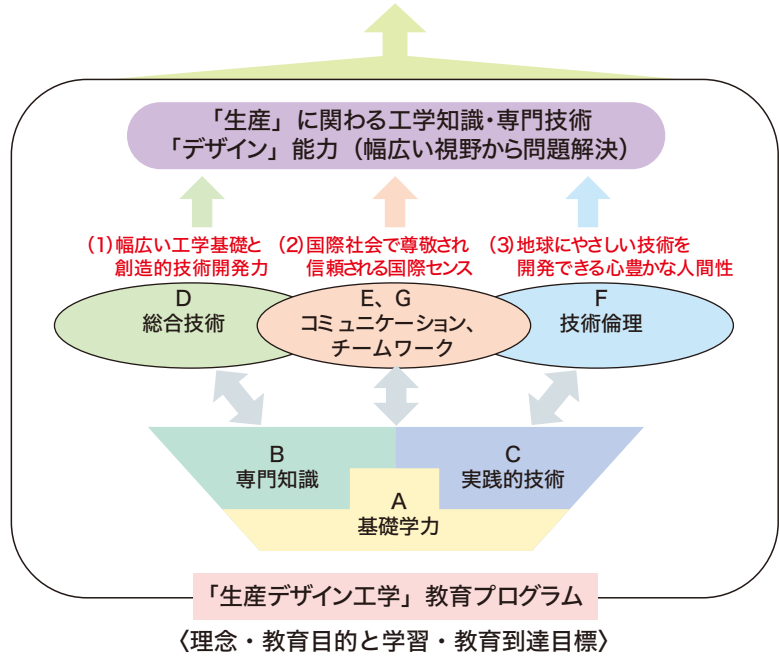 「生産」に関わる工学知識・専門技術
「デザイン」能力（幅広い視野から問題解決）
(1)幅広い工学基礎と
創造的技術開発力
(2)国際社会で尊敬され
信頼される国際センス
(3)地球にやさしい技術を
開発できる心豊かな人間性
D
総合技術
E、G
コミュニケーション、
チームワーク
F
技術倫理
B
専門知識
C
実践的技術
A
基礎学力
「生産デザイン工学」教育プログラム
〈理念・教育目的と学習・教育到達目標〉